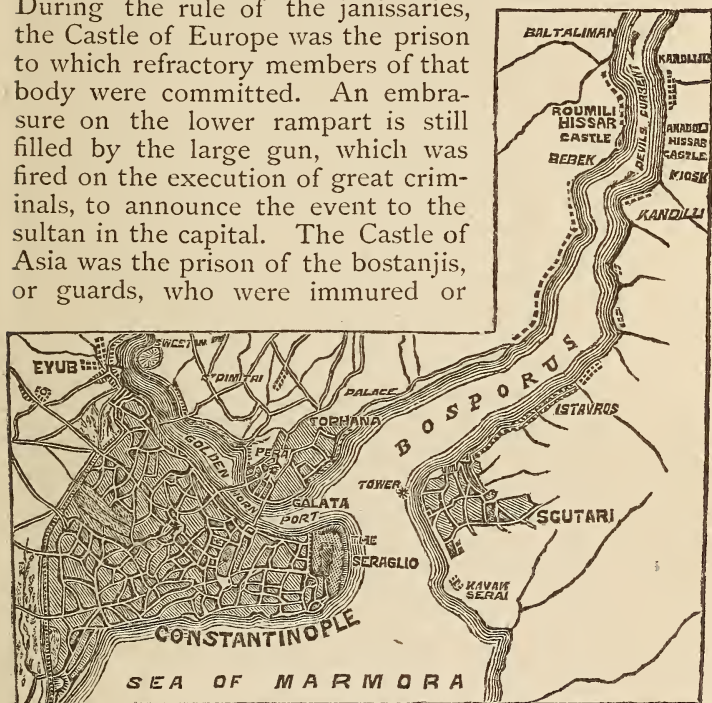 During the rule of the janissaries,
the Castle of Europe was the prison
to which refractory members of that
body were committed. An embra-
sure on the lower rampart is still
filled by the large gun, which was
fired on the execution of great crim-
inals, to announce the event to the
sultan in the capital. The Castle of
Asia was the prison of the bostanjis,
or guards, who were immured or
BALTALIMAN
KANDLIJE
ROUMILI
HISSAR
CASTLE
DEVILS CURRENT
ANADOLI
HISSAR
CASTLE
BEBEK
KIOSK
KANDILLI
EYUB
ST DIMITRI
PALACE
BOSPORUS
ISTAVROS
TOPHANA
PERA
GOLDEN
HORN
TOWER
GALATA
PORT
SCUTARI
THE
SERAGLIO
KAVAK
SERAI
CONSTANTINOPLE
SEA OF MARMORA